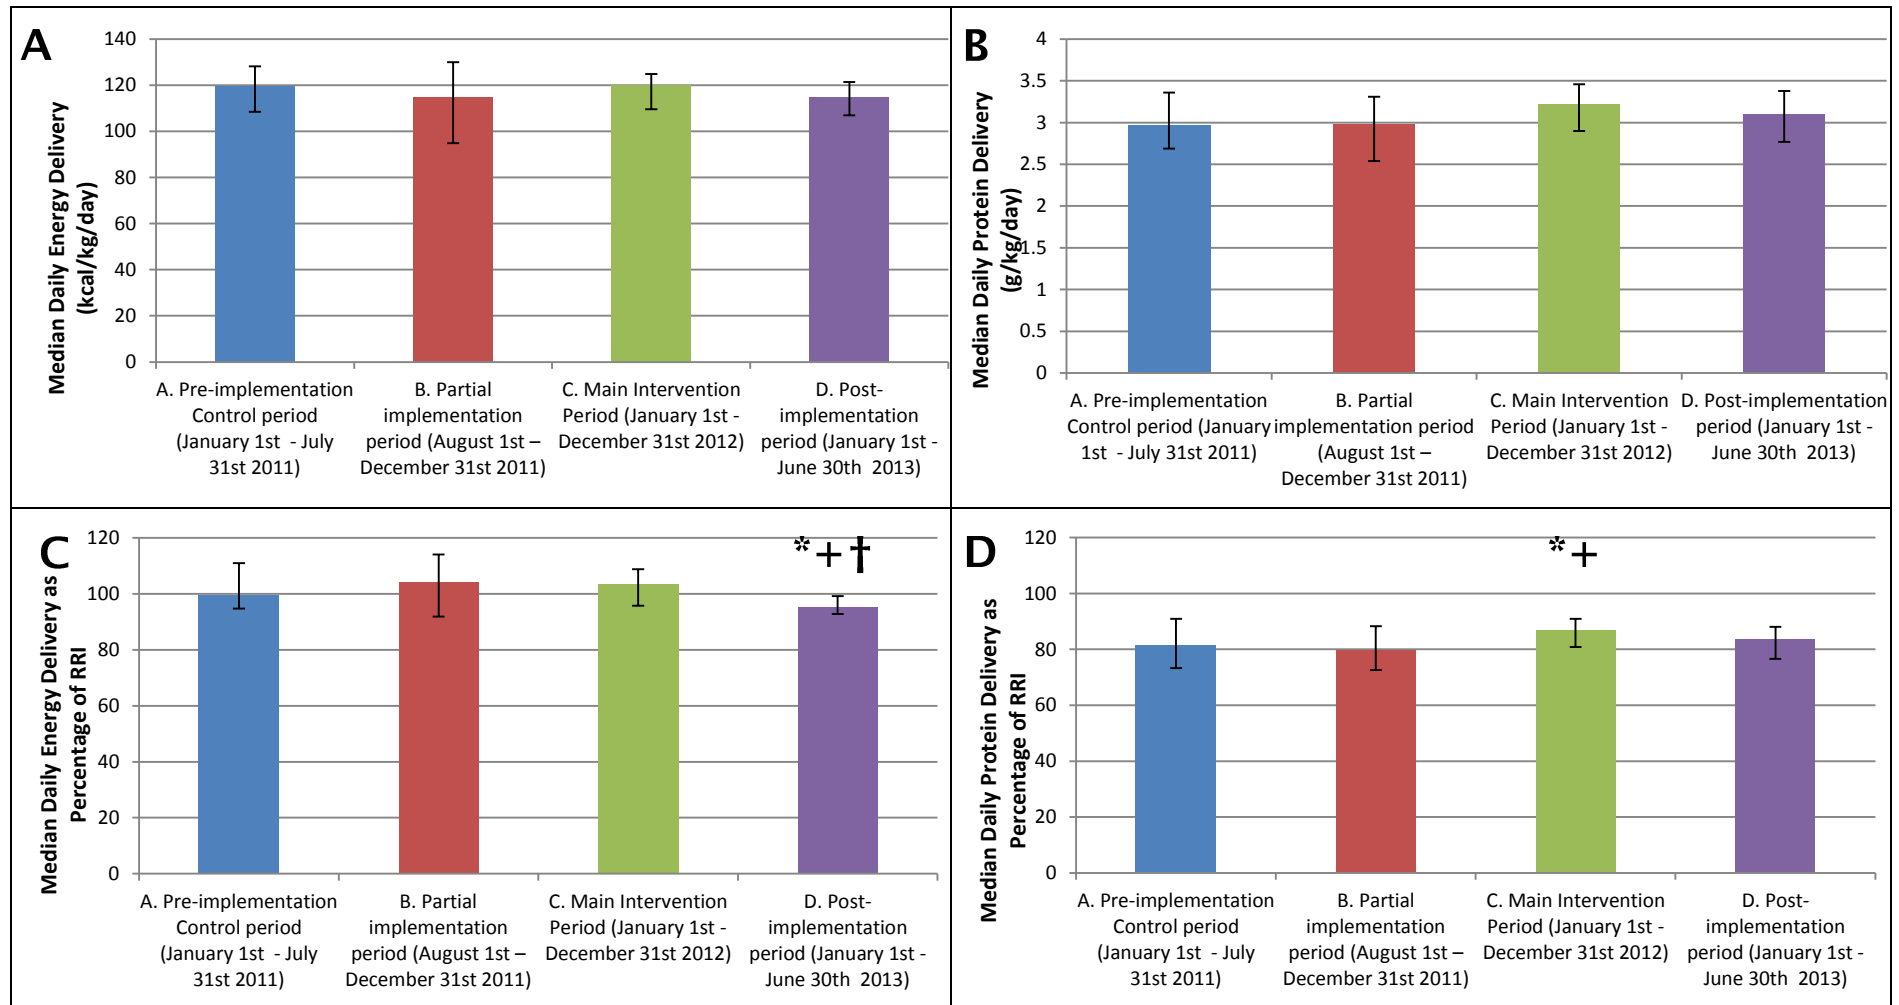 A
Median Daily Energy Delivery
(kcal/kg/day)
140
120
100
80
60
40
20
0
A. Pre-implementation
Control period
(January 1st - July
31st 2011)
B. Partial
implementation
period (August 1st –
December 31st 2011)
C. Main Intervention
Period (January 1st -
December 31st 2012)
D. Post-
implementation
period (January 1st -
June 30th 2013)
B
Median Daily Protein Delivery
(g/kg/day)
4
3.5
3
2.5
2
1.5
1
0.5
0
A. Pre-implementation
Control period (January
1st - July 31st 2011)
B. Partial
implementation period
(August 1st –
December 31st 2011)
C. Main Intervention
Period (January 1st -
December 31st 2012)
D. Post-implementation
period (January 1st -
June 30th 2013)
C
Median Daily Energy Delivery as
Percentage of RRI
120
100
80
60
40
20
0
*+†
A. Pre-implementation
Control period
(January 1st - July
31st 2011)
B. Partial
implementation
period (August 1st –
December 31st 2011)
C. Main Intervention
Period (January 1st -
December 31st 2012)
D. Post-
implementation
period (January 1st -
June 30th 2013)
D
Median Daily Protein Delivery as
Percentage of RRI
120
100
80
60
40
20
0
*+
A. Pre-implementation
Control period
(January 1st - July
31st 2011)
B. Partial
implementation
period (August 1st –
December 31st 2011)
C. Main Intervention
Period (January 1st -
December 31st 2012)
D. Post-
implementation
period (January 1st -
June 30th 2013)